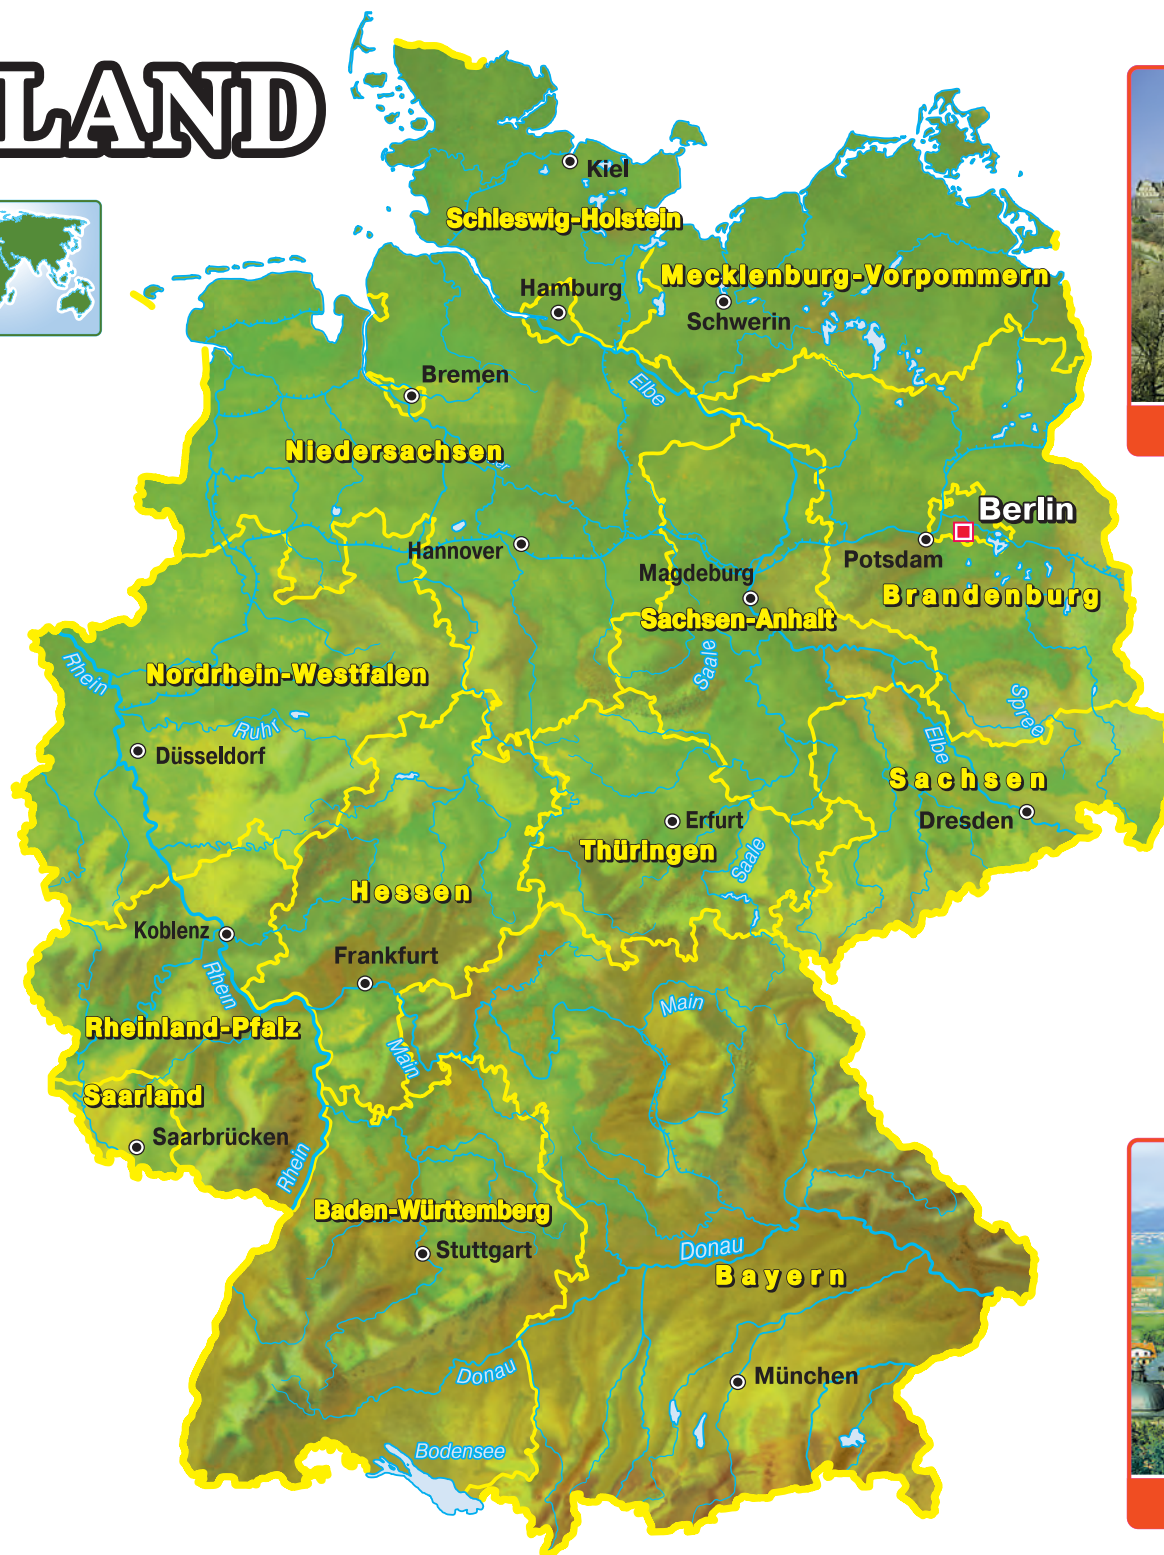 LAND
Kiel
Schleswig-Holstein
Mecklenburg-Vorpommern
Hamburg
Schwerin
Bremen
Elbe
Niedersachsen
Berlin
Hannover
Potsdam
Magdeburg
Brandenburg
Sachsen-Anhalt
Saale
Rhein
Nordrhein-Westfalen
Spree
Ruhr
Elbe
Düsseldorf
Sachsen
Erfurt
Dresden
Thüringen
Saale
Hessen
Koblenz
Frankfurt
Rhein
Main
Rheinland-Pfalz
Main
Saarland
Saarbrücken
Rhein
Baden-Württemberg
Donau
Stuttgart
Bayern
Donau
München
Bodensee